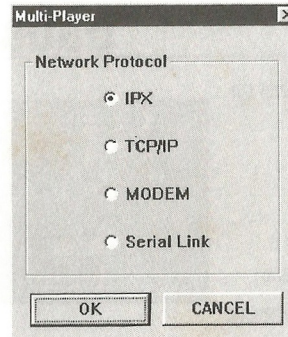 Multi-Player
Network Protocol
IPX
TCP/IP
MODEM
Serial Link
OK
CANCEL